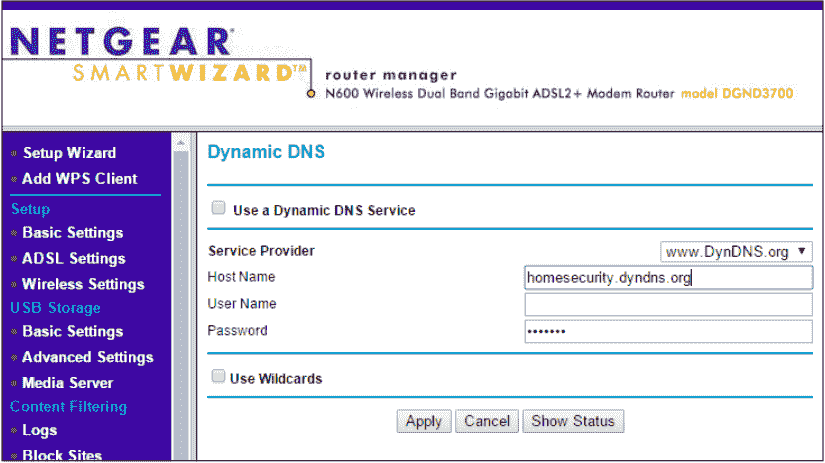 NETGEAR®
SMARTWIZARD™
router manager
N600 Wireless Dual Band Gigabit ADSL2+ Modem Router model DGND3700
Setup Wizard
Add WPS Client
Setup
Basic Settings
ADSL Settings
Wireless Settings
USB Storage
Basic Settings
Advanced Settings
Media Server
Content Filtering
Logs
Block Sites
Dynamic DNS
Use a Dynamic DNS Service
Service Provider www.DynDNS.org
Host Name homesecurity.dyndns.org
User Name
Password •••••••
Use Wildcards
Apply Cancel Show Status